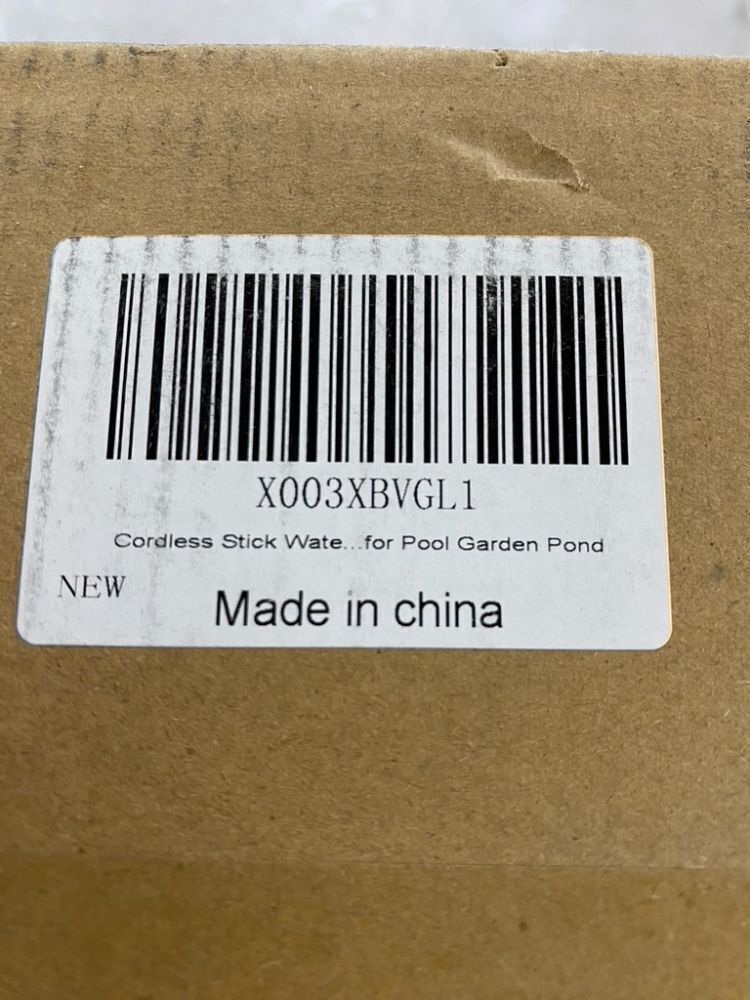 X003XBVGL1
Cordless Stick Wate...for Pool Garden Pond
NEW
Made in china